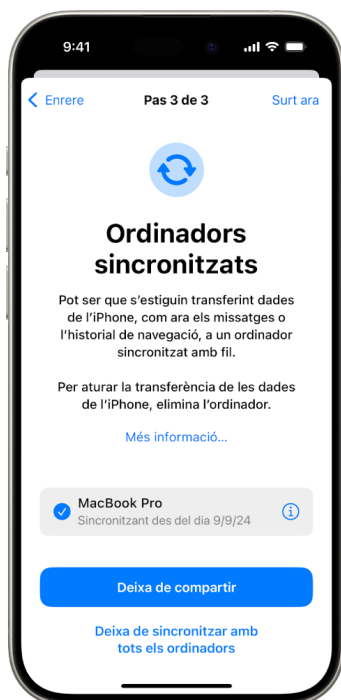 9:41
Enrere
Pas 3 de 3
Surt ara
Ordinadors
sincronitzats
Pot ser que s’estiguin transferint dades
de l’iPhone, com ara els missatges o
l’historial de navegació, a un ordinador
sincronitzat amb fil.
Per aturar la transferència de les dades
de l’iPhone, elimina l’ordinador.
Més informació...
MacBook Pro
Sincronitzant des del dia 9/9/24
Deixa de compartir
Deixa de sincronitzar amb
tots els ordinadors